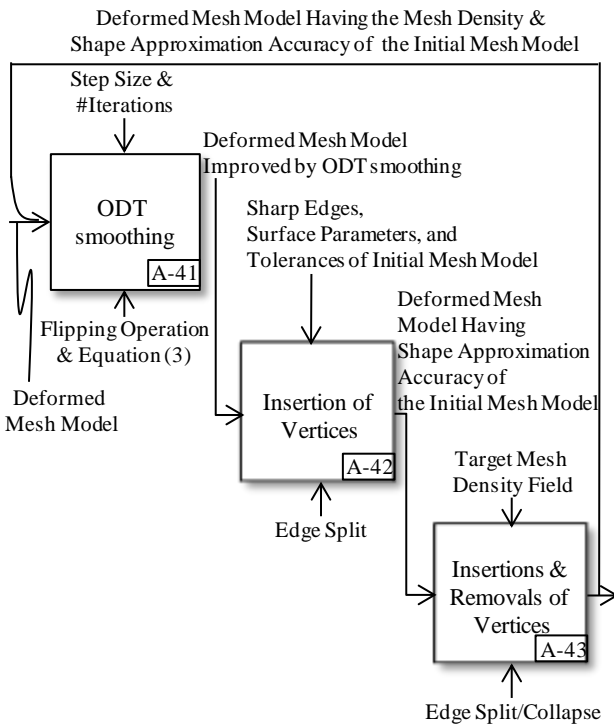 Deformed Mesh Model Having the Mesh Density &
Shape Approximation Accuracy of the Initial Mesh Model
Step Size &
#Iterations
ODT
smoothing
A-41
Flipping Operation
& Equation (3)
Deformed
Mesh Model
Deformed Mesh Model
Improved by ODT smoothing
Sharp Edges,
Surface Parameters, and
Tolerances of Initial Mesh Model
Insertion of
Vertices
A-42
Edge Split
Deformed Mesh
Model Having
Shape Approximation
Accuracy of
the Initial Mesh Model
Target Mesh
Density Field
Insertions &
Removals of
Vertices
A-43
Edge Split/Collapse